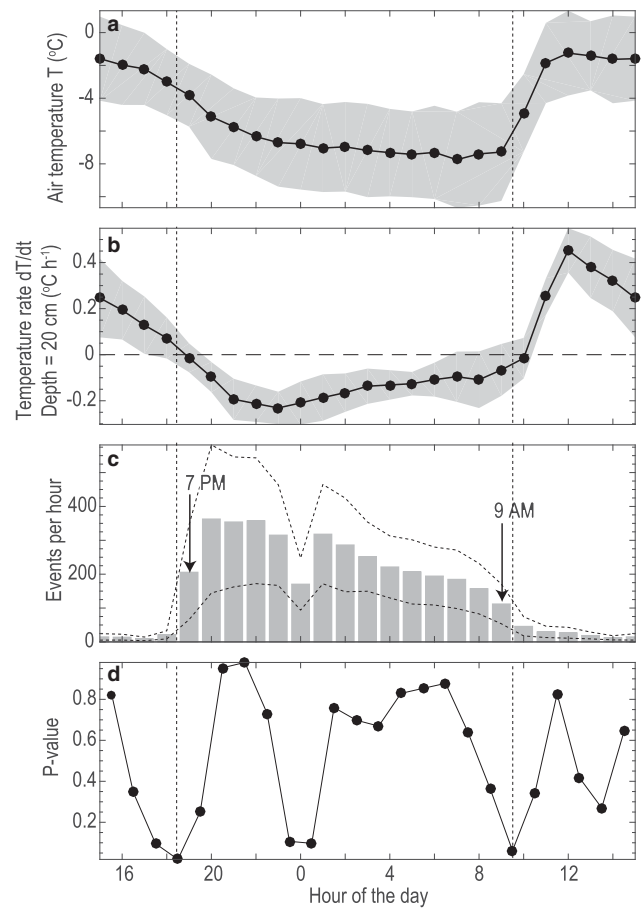 a
0
-4
-8
Air temperature T (ºC)
b
0.4
0.2
0
-0.2
Temperature rate dT/dt
Depth = 20 cm (ºC h⁻¹)
c
7 PM
9 AM
400
200
0
Events per hour
d
0.8
0.6
0.4
0.2
P-value
16 20 0 4 8 12
Hour of the day